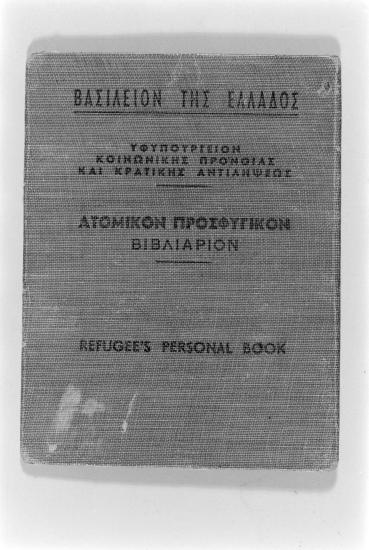 ΒΑΣΙΛΕΙΟΝ ΤΗΣ ΕΛΛΑΔΟΣ
ΥΦΥΠΟΥΡΓΕΙΟΝ
ΚΟΙΝΩΝΙΚΗΣ ΠΡΟΝΟΙΑΣ
ΚΑΙ ΚΡΑΤΙΚΗΣ ΑΝΤΙΛΗΨΕΩΣ
ΑΤΟΜΙΚΟΝ ΠΡΟΣΦΥΓΙΚΟΝ
ΒΙΒΛΙΑΡΙΟΝ
REFUGEE'S PERSONAL BOOK